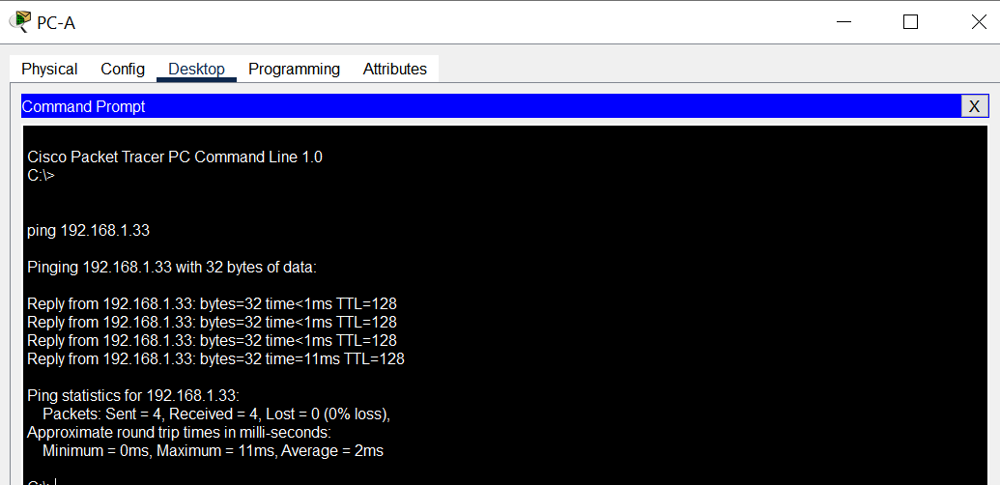 PC-A
Physical Config Desktop Programming Attributes
Command Prompt X
Cisco Packet Tracer PC Command Line 1.0
C:\>
ping 192.168.1.33
Pinging 192.168.1.33 with 32 bytes of data:
Reply from 192.168.1.33: bytes=32 time<1ms TTL=128
Reply from 192.168.1.33: bytes=32 time<1ms TTL=128
Reply from 192.168.1.33: bytes=32 time<1ms TTL=128
Reply from 192.168.1.33: bytes=32 time=11ms TTL=128
Ping statistics for 192.168.1.33:
Packets: Sent = 4, Received = 4, Lost = 0 (0% loss),
Approximate round trip times in milli-seconds:
Minimum = 0ms, Maximum = 11ms, Average = 2ms